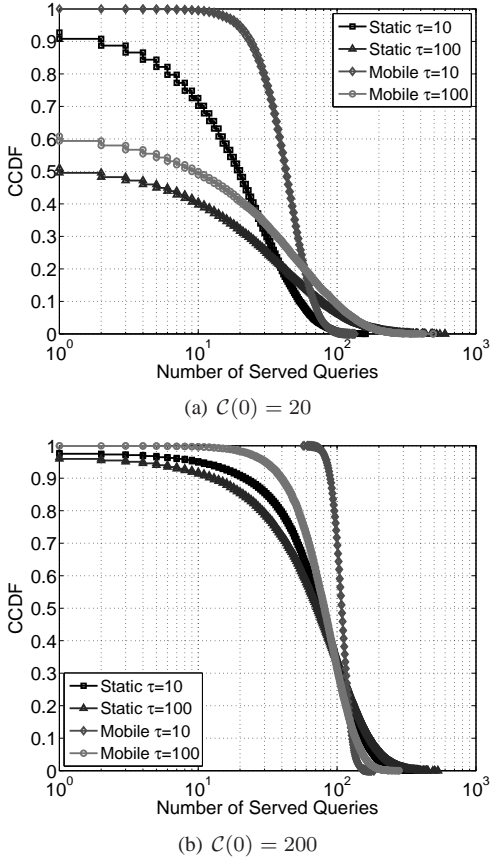 1
0.9
0.8
0.7
0.6
0.5
0.4
0.3
0.2
0.1
0
CCDF
Static τ=10
Static τ=100
Mobile τ=10
Mobile τ=100
10^0 10^1 10^2 10^3
Number of Served Queries
(a) C(0) = 20
1
0.9
0.8
0.7
0.6
0.5
0.4
0.3
0.2
0.1
0
CCDF
Static τ=10
Static τ=100
Mobile τ=10
Mobile τ=100
10^0 10^1 10^2 10^3
Number of Served Queries
(b) C(0) = 200